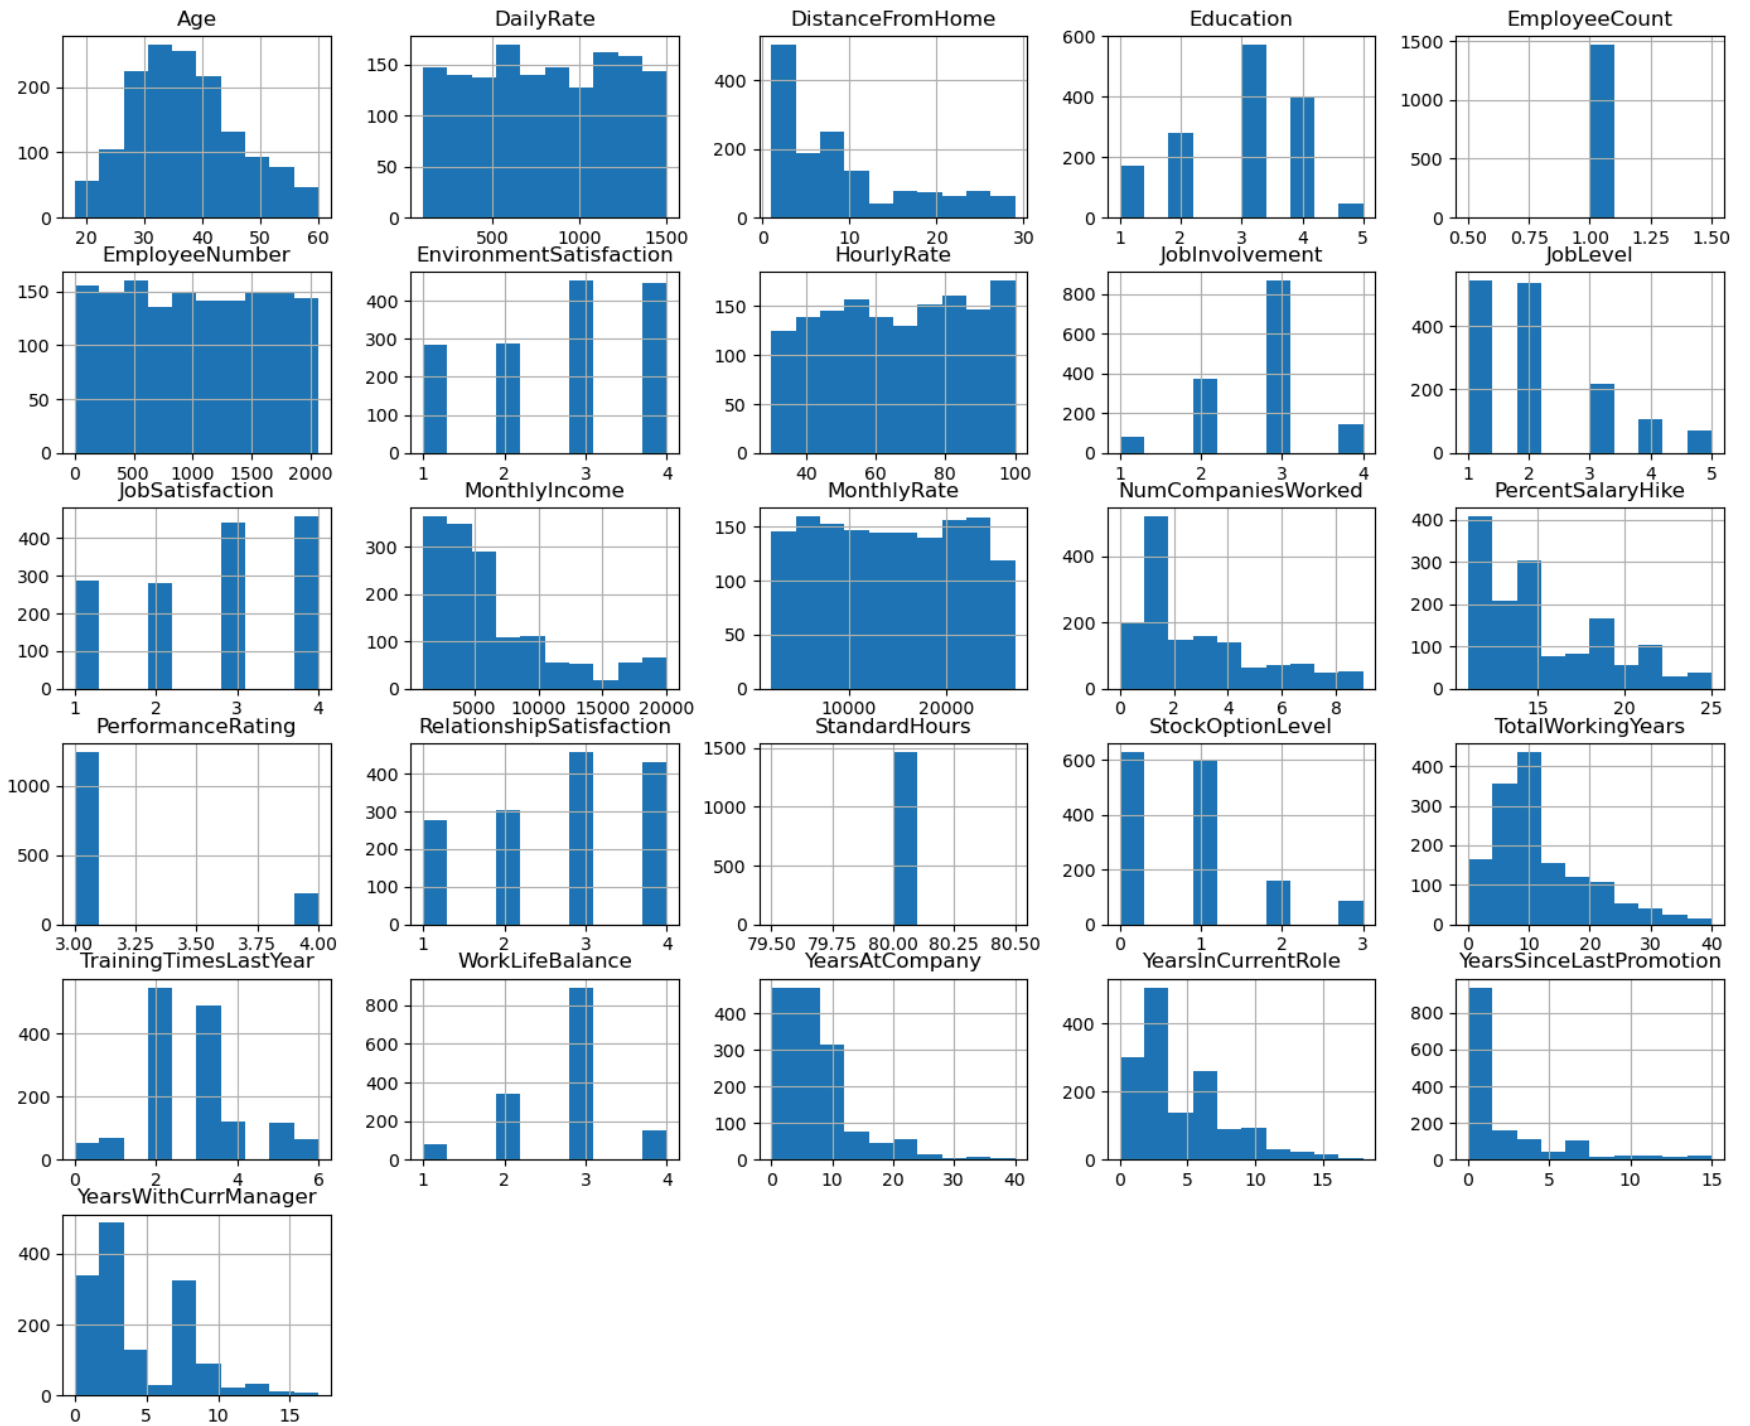 Age DailyRate DistanceFromHome Education EmployeeCount
200 100 0
150 100 50 0
400 200 0
600 400 200 0
1500 1000 500 0
20 30 40 50 60
500 1000 1500
0 10 20 30
1 2 3 4 5
0.50 0.75 1.00 1.25 1.50
EmployeeNumber EnvironmentSatisfaction HourlyRate JobInvolvement JobLevel
150 100 50 0
400 300 200 100 0
150 100 50 0
800 600 400 200 0
400 200 0
0 500 1000 1500 2000
1 2 3 4
40 60 80 100
1 2 3 4
1 2 3 4 5
JobSatisfaction MonthlyIncome MonthlyRate NumCompaniesWorked PercentSalaryHike
400 300 200 100 0
300 200 100 0
150 100 50 0
400 200 0
400 300 200 100 0
1 2 3 4
5000 10000 15000 20000
10000 20000
0 2 4 6 8
15 20 25
PerformanceRating RelationshipSatisfaction StandardHours StockOptionLevel TotalWorkingYears
1000 500 0
400 300 200 100 0
1500 1000 500 0
600 400 200 0
400 300 200 100 0
3.00 3.25 3.50 3.75 4.00
1 2 3 4
79.50 79.75 80.00 80.25 80.50
0 1 2 3
0 10 20 30 40
TrainingTimesLastYear WorkLifeBalance YearsAtCompany YearsInCurrentRole YearsSinceLastPromotion
400 200 0
800 600 400 200 0
400 300 200 100 0
400 200 0
800 600 400 200 0
0 2 4 6
1 2 3 4
0 10 20 30 40
0 5 10 15
0 5 10 15
YearsWithCurrManager
400 200 0
0 5 10 15